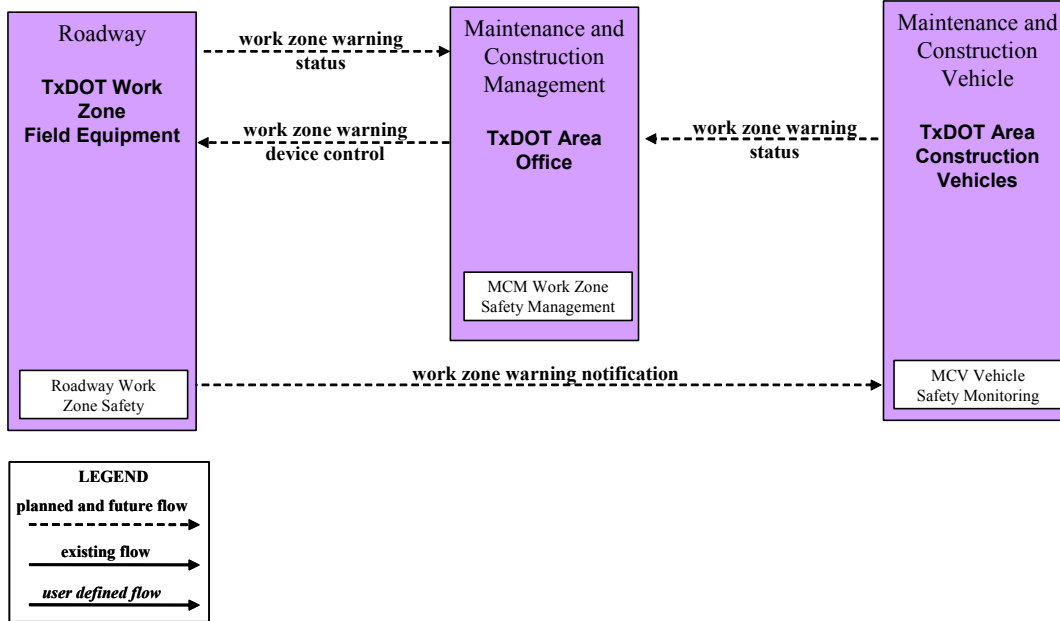 Roadway
TxDOT Work
Zone
Field Equipment
Roadway Work
Zone Safety
work zone warning
status
work zone warning
device control
Maintenance and
Construction
Management
TxDOT Area
Office
MCM Work Zone
Safety Management
work zone warning
status
Maintenance and
Construction
Vehicle
TxDOT Area
Construction
Vehicles
MCV Vehicle
Safety Monitoring
work zone warning notification
LEGEND
planned and future flow
existing flow
user defined flow